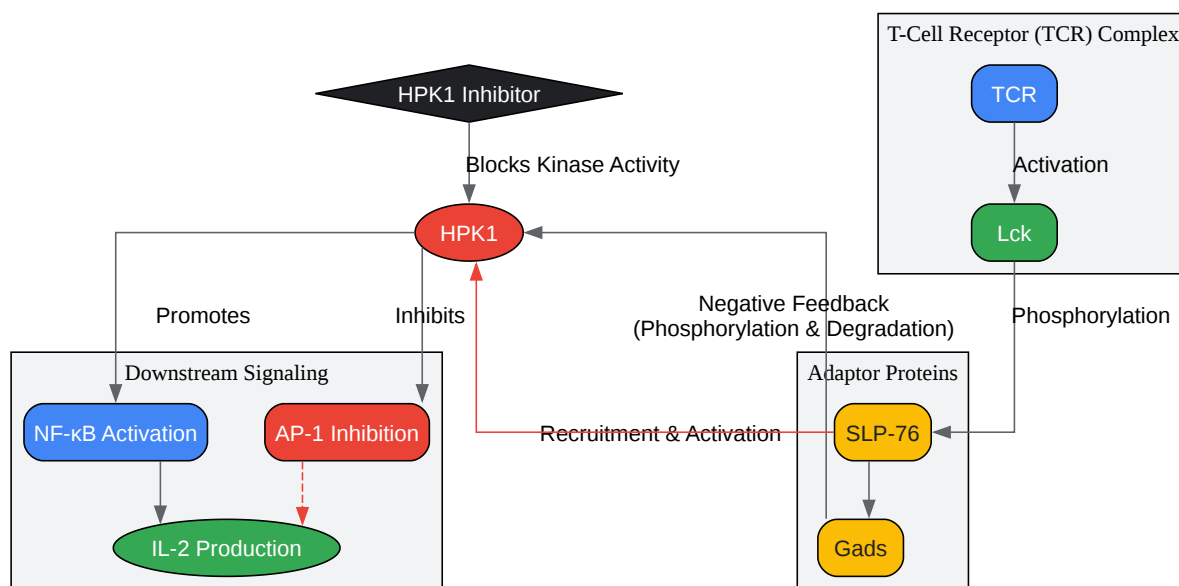 T-Cell Receptor (TCR) Complex
HPK1 Inhibitor
TCR
Blocks Kinase Activity
Activation
HPK1
Lck
Promotes
Inhibits
Negative Feedback
(Phosphorylation & Degradation)
Phosphorylation
Downstream Signaling
Adaptor Proteins
NF-κB Activation
AP-1 Inhibition
Recruitment & Activation
SLP-76
IL-2 Production
Gads